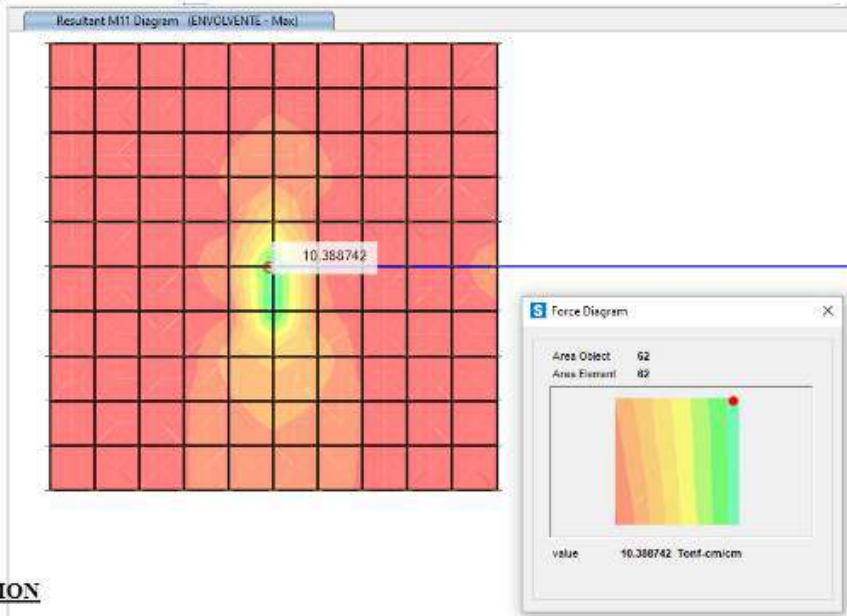 Resultant M11 Diagram (ENVOLVENTE - Max)
10.388742
S Force Diagram
Area Object 62
Area Element 62
value 10.388742 Tonf-cm/cm
ION